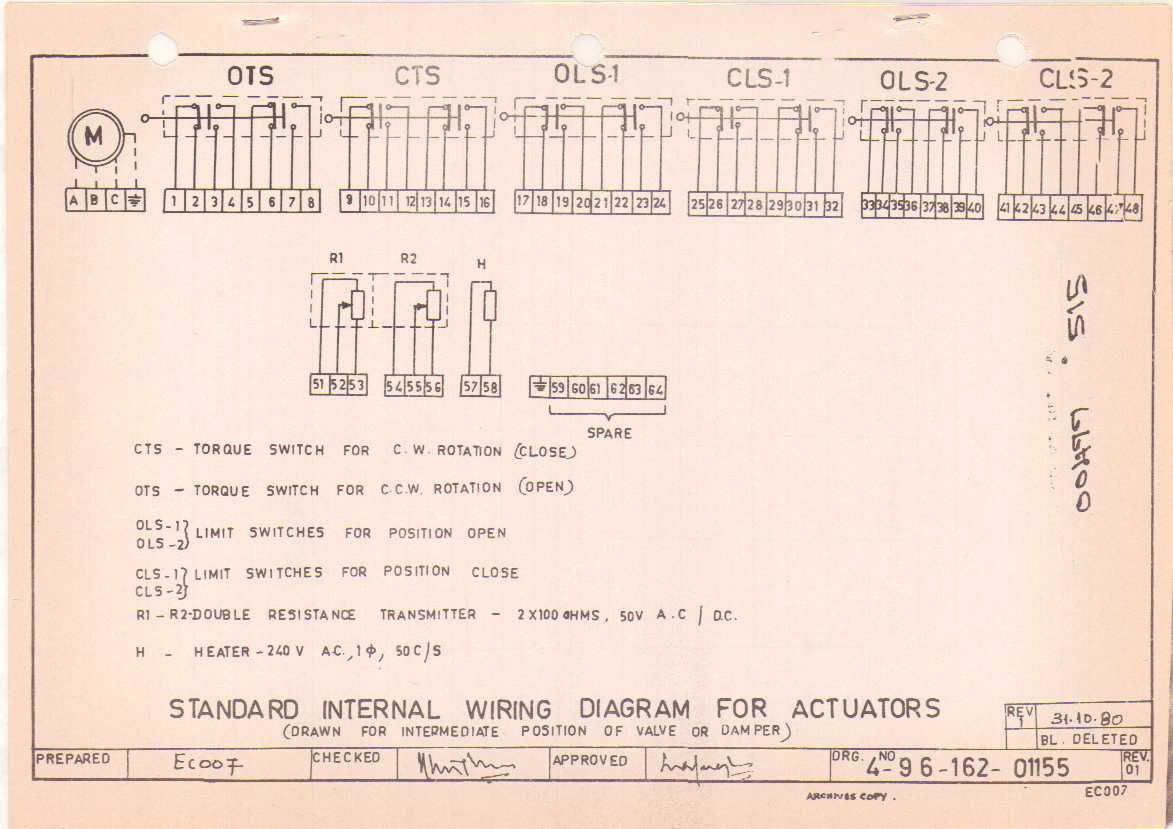 OTS CTS OLS-1 CLS-1 OLS-2 CLS-2
M
A B C 1 2 3 4 5 6 7 8 9 10 11 12 13 14 15 16 17 18 19 20 21 22 23 24 25 26 27 28 29 30 31 32 33 34 35 36 37 38 39 40 41 42 43 44 45 46 47 48
R1 R2 H
51 52 53 54 55 56 57 58 59 60 61 62 63 64
SPARE
515
CTS - TORQUE SWITCH FOR C.W. ROTATION (CLOSE)
OTS - TORQUE SWITCH FOR C.C.W. ROTATION (OPEN)
OLS-1
OLS-2 } LIMIT SWITCHES FOR POSITION OPEN
CLS-1
CLS-2 } LIMIT SWITCHES FOR POSITION CLOSE
R1 - R2-DOUBLE RESISTANCE TRANSMITTER - 2X100 OHMS, 50V A.C / D.C.
H - HEATER - 240 V A.C., 1 φ, 50 C/S
STANDARD INTERNAL WIRING DIAGRAM FOR ACTUATORS
(DRAWN FOR INTERMEDIATE POSITION OF VALVE OR DAMPER)
REV 1 31.10.80
BL. DELETED
PREPARED EC007 CHECKED APPROVED DRG. NO 4-96-162-01155 REV. 01
ARCHIVES COPY.
EC007